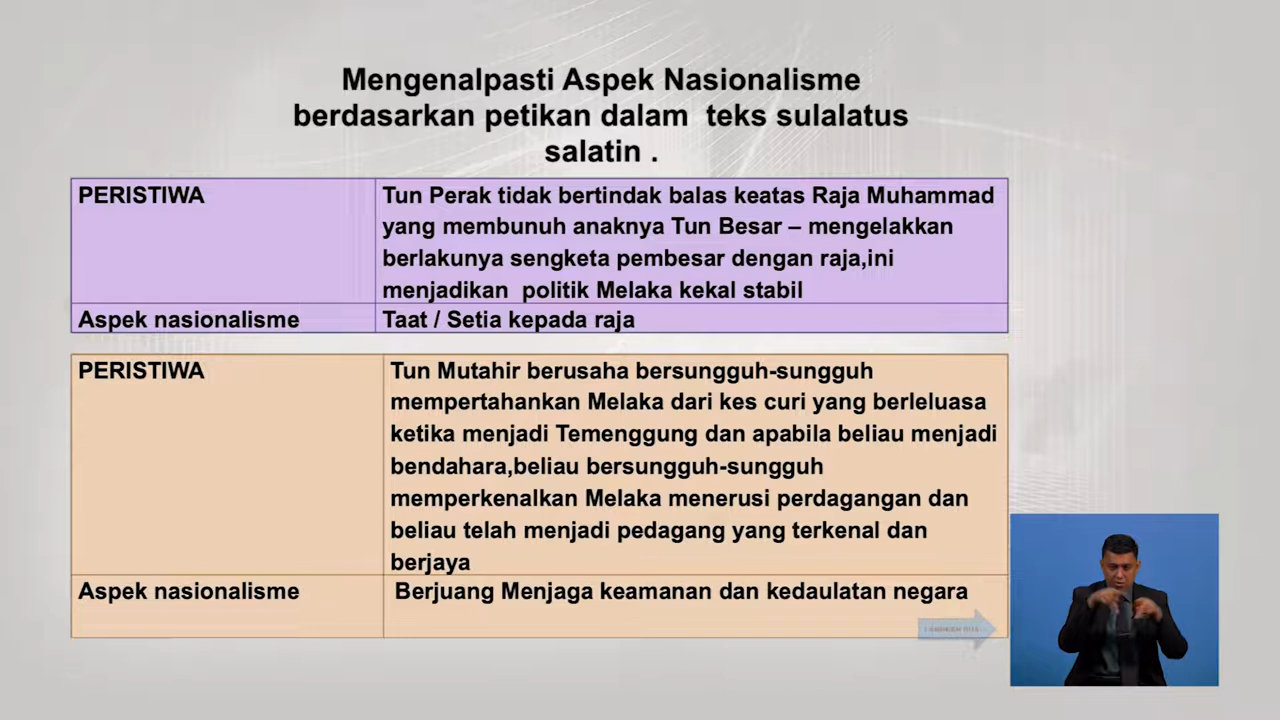 Mengenalpasti Aspek Nasionalisme
berdasarkan petikan dalam teks sulalatus
salatin .
PERISTIWA
Tun Perak tidak bertindak balas keatas Raja Muhammad
yang membunuh anaknya Tun Besar – mengelakkan
berlakunya sengketa pembesar dengan raja,ini
menjadikan politik Melaka kekal stabil
Aspek nasionalisme
Taat / Setia kepada raja
PERISTIWA
Tun Mutahir berusaha bersungguh-sungguh
mempertahankan Melaka dari kes curi yang berleluasa
ketika menjadi Temenggung dan apabila beliau menjadi
bendahara,beliau bersungguh-sungguh
memperkenalkan Melaka menerusi perdagangan dan
beliau telah menjadi pedagang yang terkenal dan
berjaya
Aspek nasionalisme
Berjuang Menjaga keamanan dan kedaulatan negara